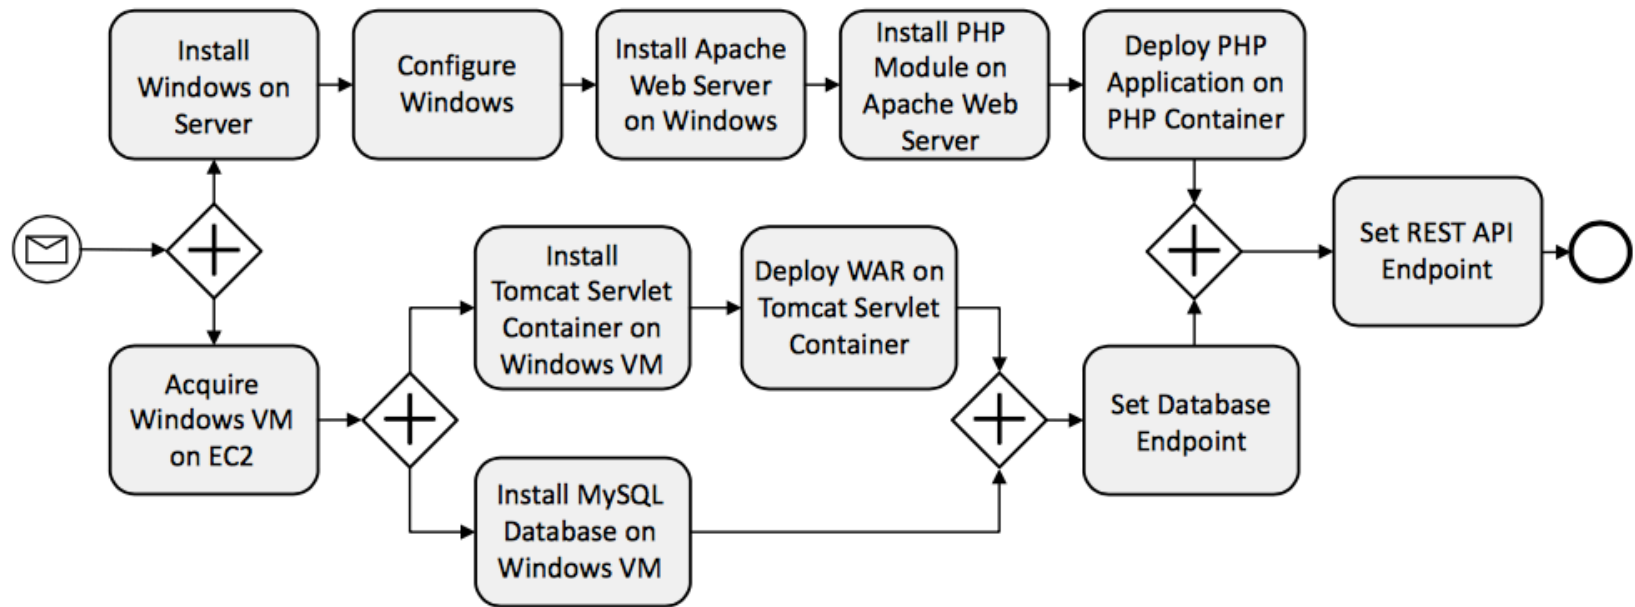 Install
Windows on
Server
Configure
Windows
Install Apache
Web Server
on Windows
Install PHP
Module on
Apache Web
Server
Deploy PHP
Application on
PHP Container
Set REST API
Endpoint
Install
Tomcat Servlet
Container on
Windows VM
Deploy WAR on
Tomcat Servlet
Container
Acquire
Windows VM
on EC2
Set Database
Endpoint
Install MySQL
Database on
Windows VM